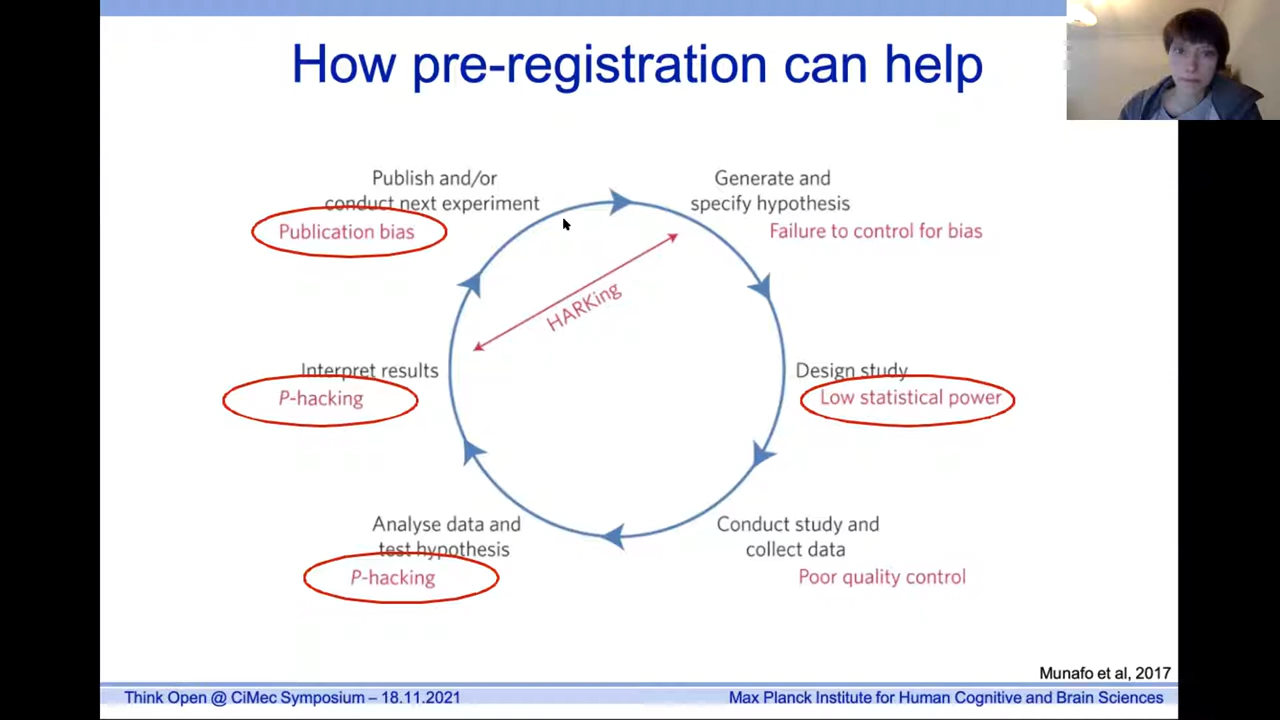 How pre-registration can help
Publish and/or
conduct next experiment
Publication bias
Generate and
specify hypothesis
Failure to control for bias
HARKing
Interpret results
P-hacking
Design study
Low statistical power
Analyse data and
test hypothesis
P-hacking
Conduct study and
collect data
Poor quality control
Munafo et al, 2017
Think Open @ CiMec Symposium – 18.11.2021
Max Planck Institute for Human Cognitive and Brain Sciences